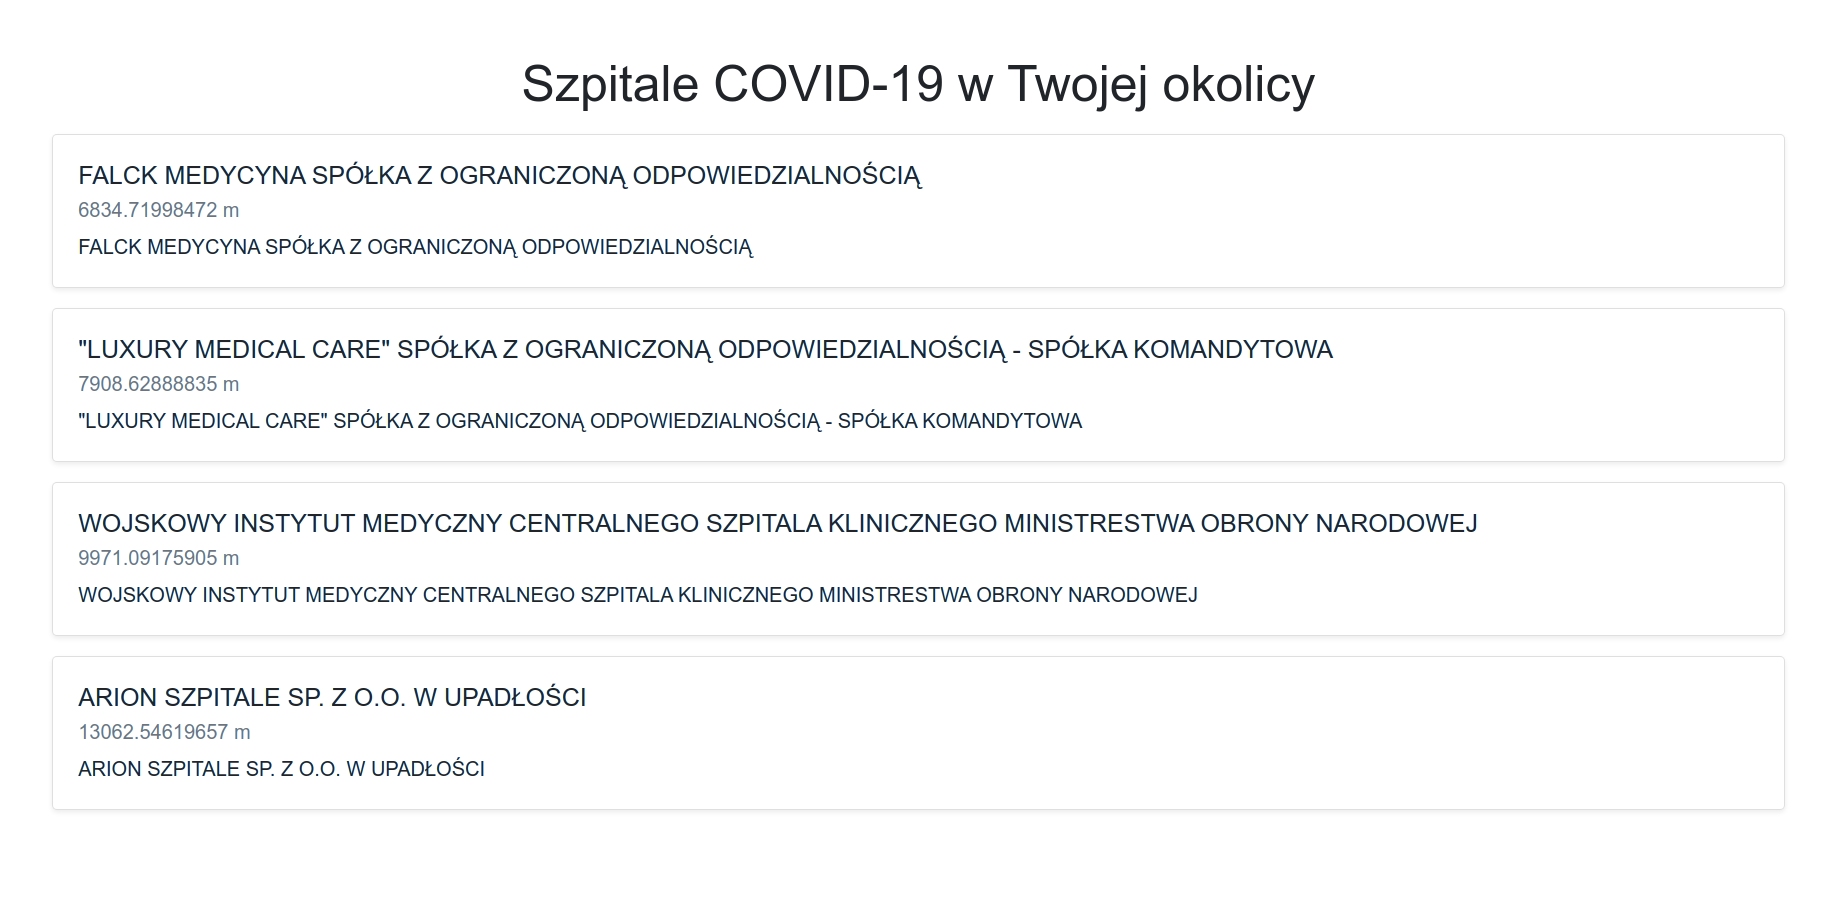 Szpitale COVID-19 w Twojej okolicy
FALCK MEDYCYNA SPÓŁKA Z OGRANICZONĄ ODPOWIEDZIALNOŚCIĄ
6834.71998472 m
FALCK MEDYCYNA SPÓŁKA Z OGRANICZONĄ ODPOWIEDZIALNOŚCIĄ
"LUXURY MEDICAL CARE" SPÓŁKA Z OGRANICZONĄ ODPOWIEDZIALNOŚCIĄ - SPÓŁKA KOMANDYTOWA
7908.62888835 m
"LUXURY MEDICAL CARE" SPÓŁKA Z OGRANICZONĄ ODPOWIEDZIALNOŚCIĄ - SPÓŁKA KOMANDYTOWA
WOJSKOWY INSTYTUT MEDYCZNY CENTRALNEGO SZPITALA KLINICZNEGO MINISTRESTWA OBRONY NARODOWEJ
9971.09175905 m
WOJSKOWY INSTYTUT MEDYCZNY CENTRALNEGO SZPITALA KLINICZNEGO MINISTRESTWA OBRONY NARODOWEJ
ARION SZPITALE SP. Z O.O. W UPADŁOŚCI
13062.54619657 m
ARION SZPITALE SP. Z O.O. W UPADŁOŚCI